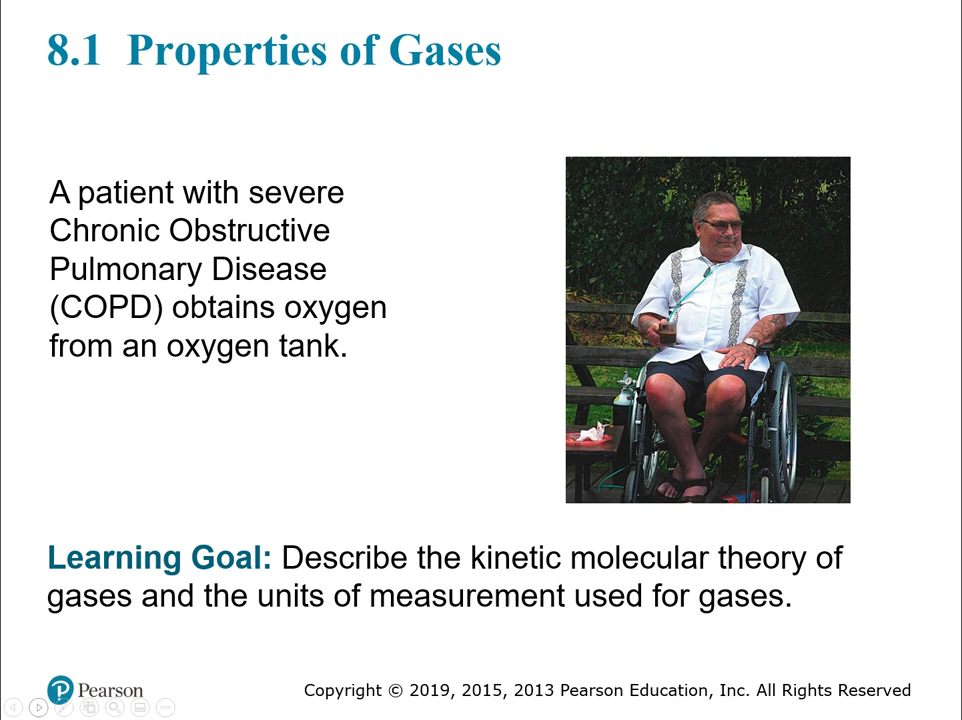 8.1 Properties of Gases
A patient with severe
Chronic Obstructive
Pulmonary Disease
(COPD) obtains oxygen
from an oxygen tank.
Learning Goal: Describe the kinetic molecular theory of
gases and the units of measurement used for gases.
Pearson
Copyright © 2019, 2015, 2013 Pearson Education, Inc. All Rights Reserved